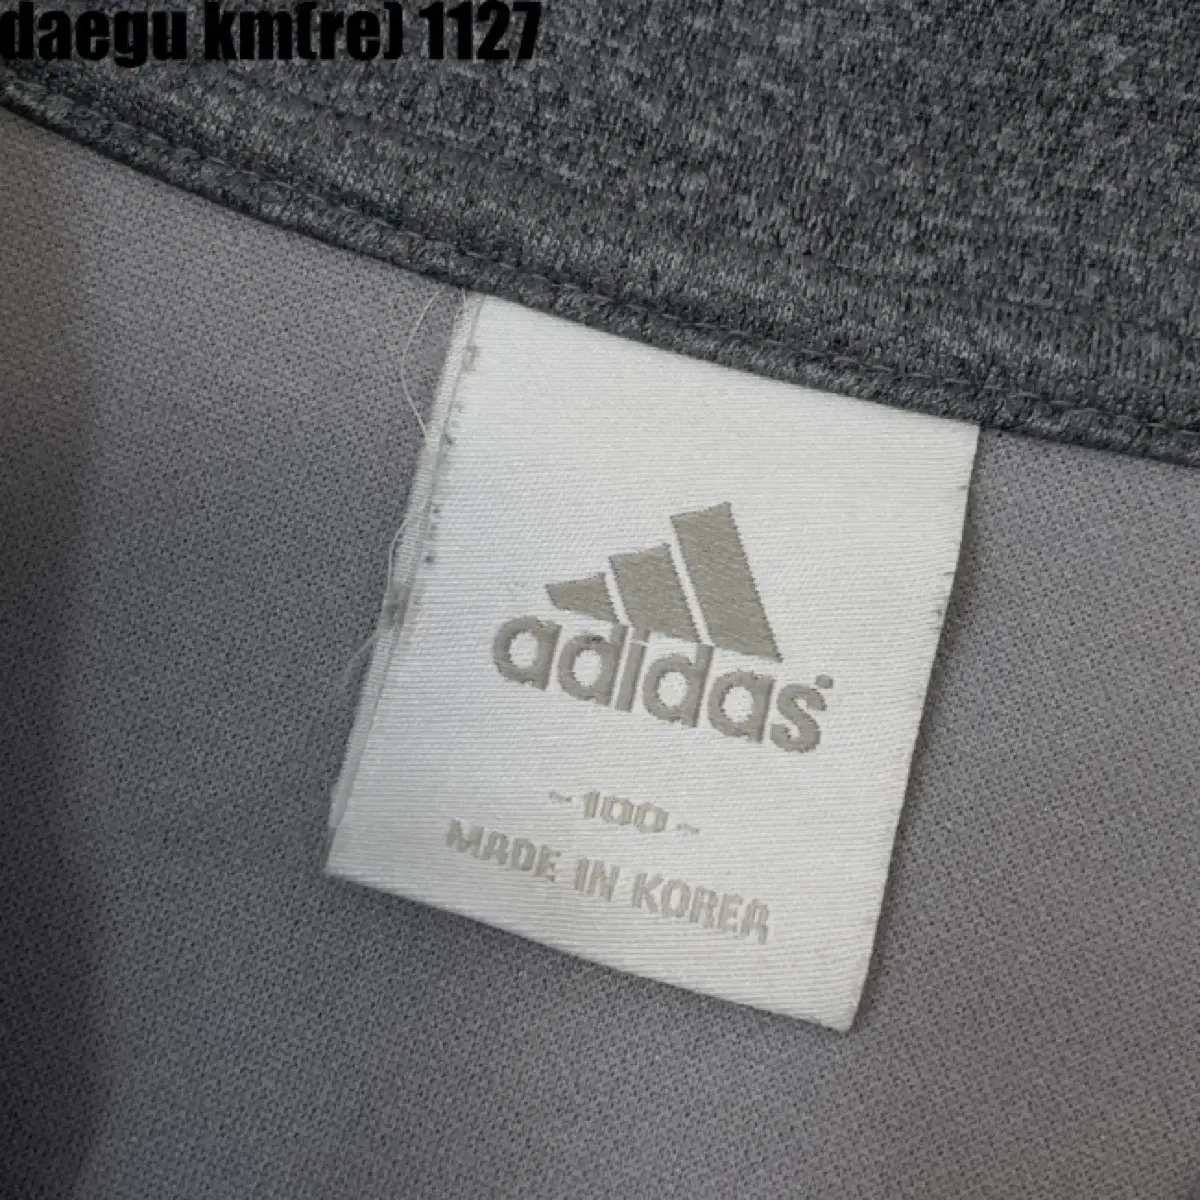 daegu km(re) 1127
adidas
~100~
MADE IN KOREA